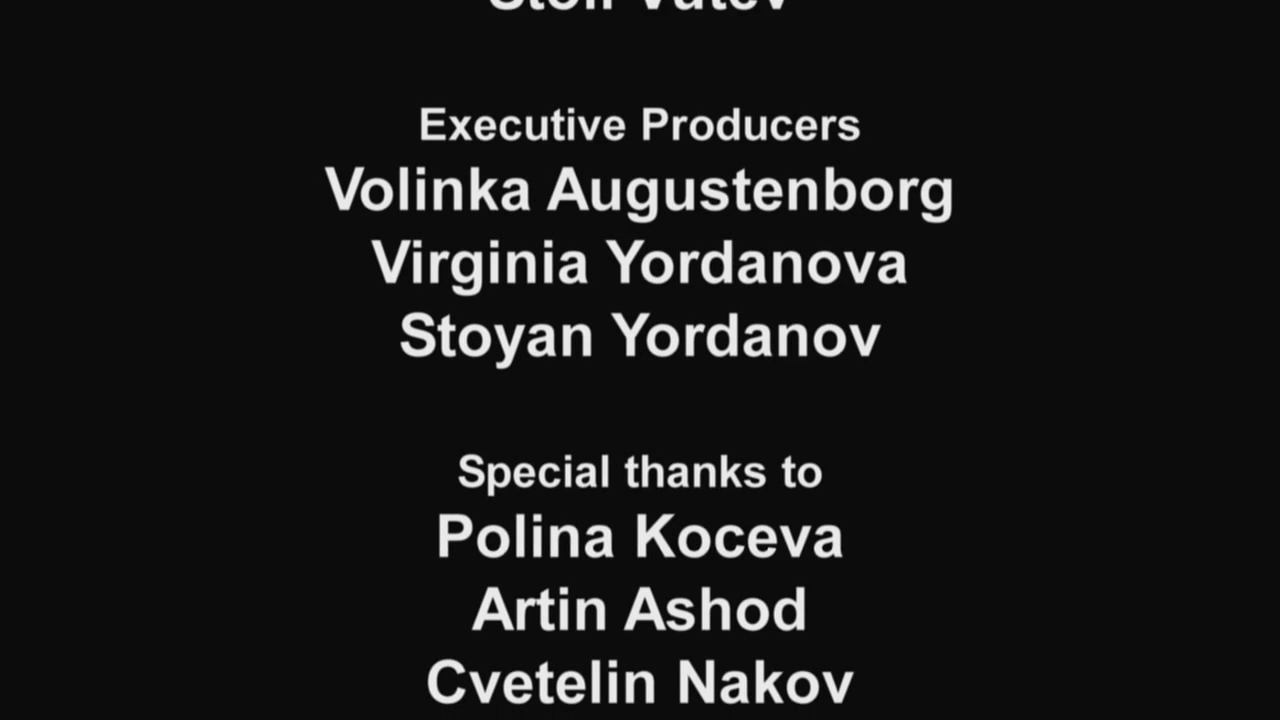 Executive Producers
Volinka Augustenborg
Virginia Yordanova
Stoyan Yordanov
Special thanks to
Polina Koceva
Artin Ashod
Cvetelin Nakov